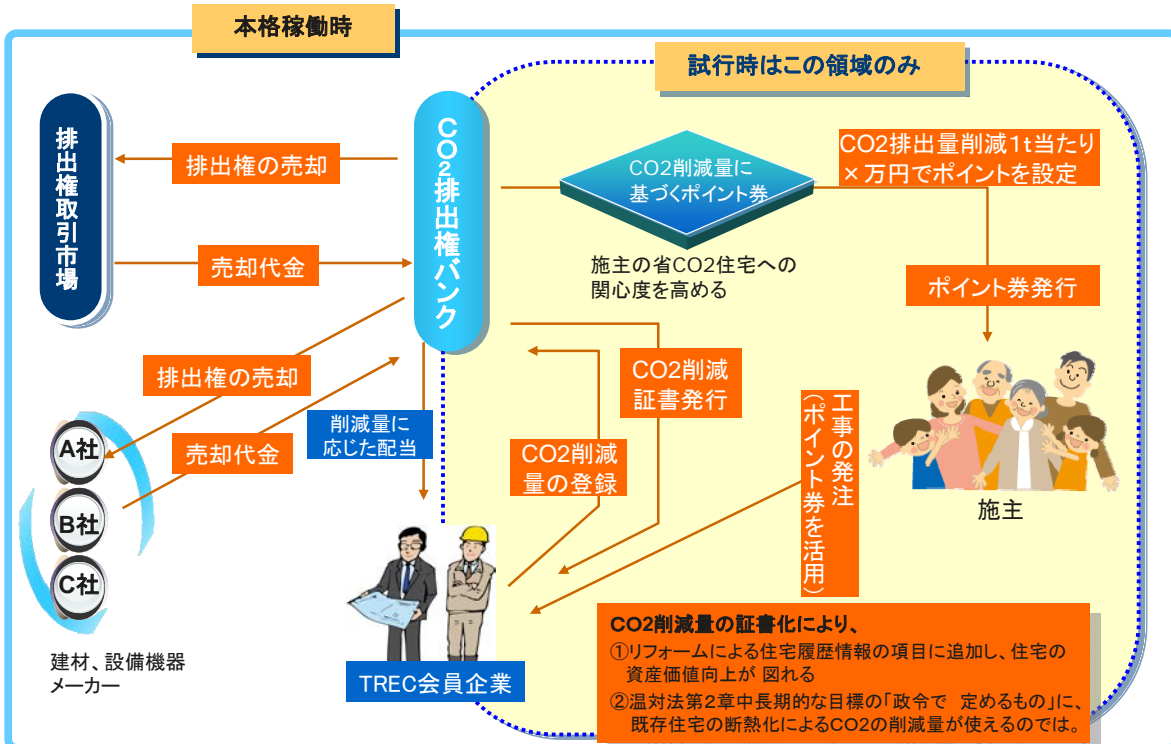 本格稼働時
試行時はこの領域のみ
排出権取引市場
排出権の売却
売却代金
CO2排出権バンク
CO2削減量に
基づくポイント券
CO2排出量削減1t当たり
×万円でポイントを設定
施主の省CO2住宅への
関心度を高める
ポイント券発行
排出権の売却
売却代金
削減量に
応じた配当
CO2削減
証書発行
CO2削減
量の登録
工事の発注
(ポイント券を活用)
施主
A社
B社
C社
建材、設備機器
メーカー
TREC会員企業
CO2削減量の証書化により、
①リフォームによる住宅履歴情報の項目に追加し、住宅の
資産価値向上が 図れる
②温対法第2章中長期的な目標の「政令で 定めるもの」に、
既存住宅の断熱化によるCO2の削減量が使えるのでは。